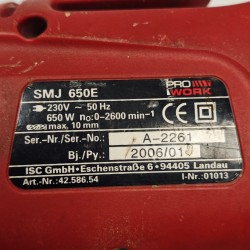 SMJ 650E
PRO WORK
230V ~ 50 Hz
650 W n₀:0-2600 min⁻¹
max. 10 mm
Ser.-Nr./Ser.-No.: A-2261
Bj./Py.: 2006/01
ISC GmbH•Eschenstraße 6•94405 Landau
Art.-Nr.: 42.586.54 I.-Nr.:01013